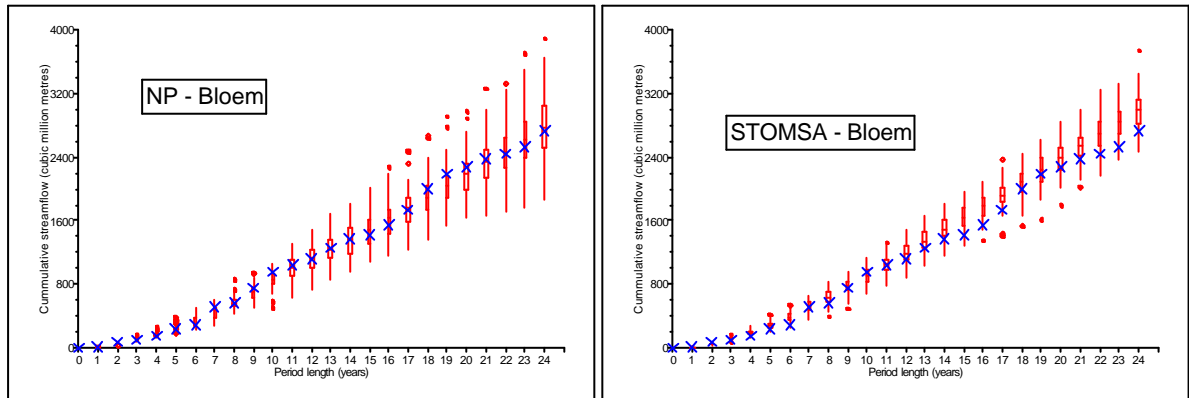 4000
3200
2400
1600
800
0
Cummulative streamflow (cubic million metres)
NP - Bloem
0 1 2 3 4 5 6 7 8 9 10 11 12 13 14 15 16 17 18 19 20 21 22 23 24
Period length (years)
4000
3200
2400
1600
800
0
Cummulative streamflow (cubic million metres)
STOMSA - Bloem
0 1 2 3 4 5 6 7 8 9 10 11 12 13 14 15 16 17 18 19 20 21 22 23 24
Period length (years)